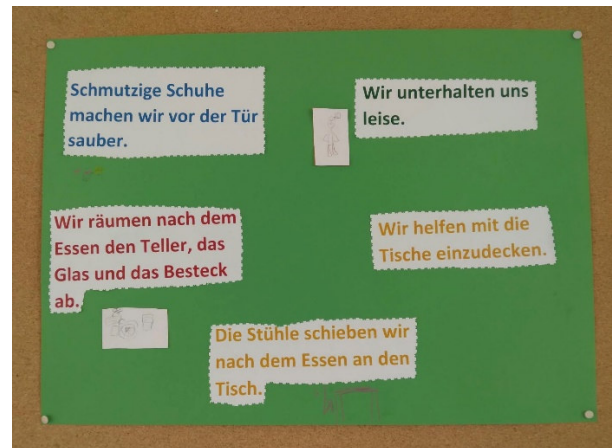 Schmutzige Schuhe
machen wir vor der Tür
sauber.
Wir unterhalten uns
leise.
Wir räumen nach dem
Essen den Teller, das
Glas und das Besteck
ab.
Wir helfen mit die
Tische einzudecken.
Die Stühle schieben wir
nach dem Essen an den
Tisch.